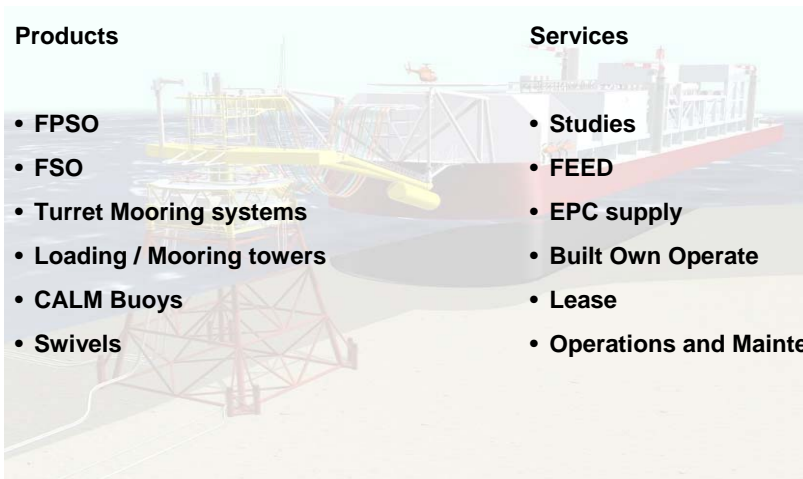 Products
• FPSO
• FSO
• Turret Mooring systems
• Loading / Mooring towers
• CALM Buoys
• Swivels
Services
• Studies
• FEED
• EPC supply
• Built Own Operate
• Lease
• Operations and Mainte